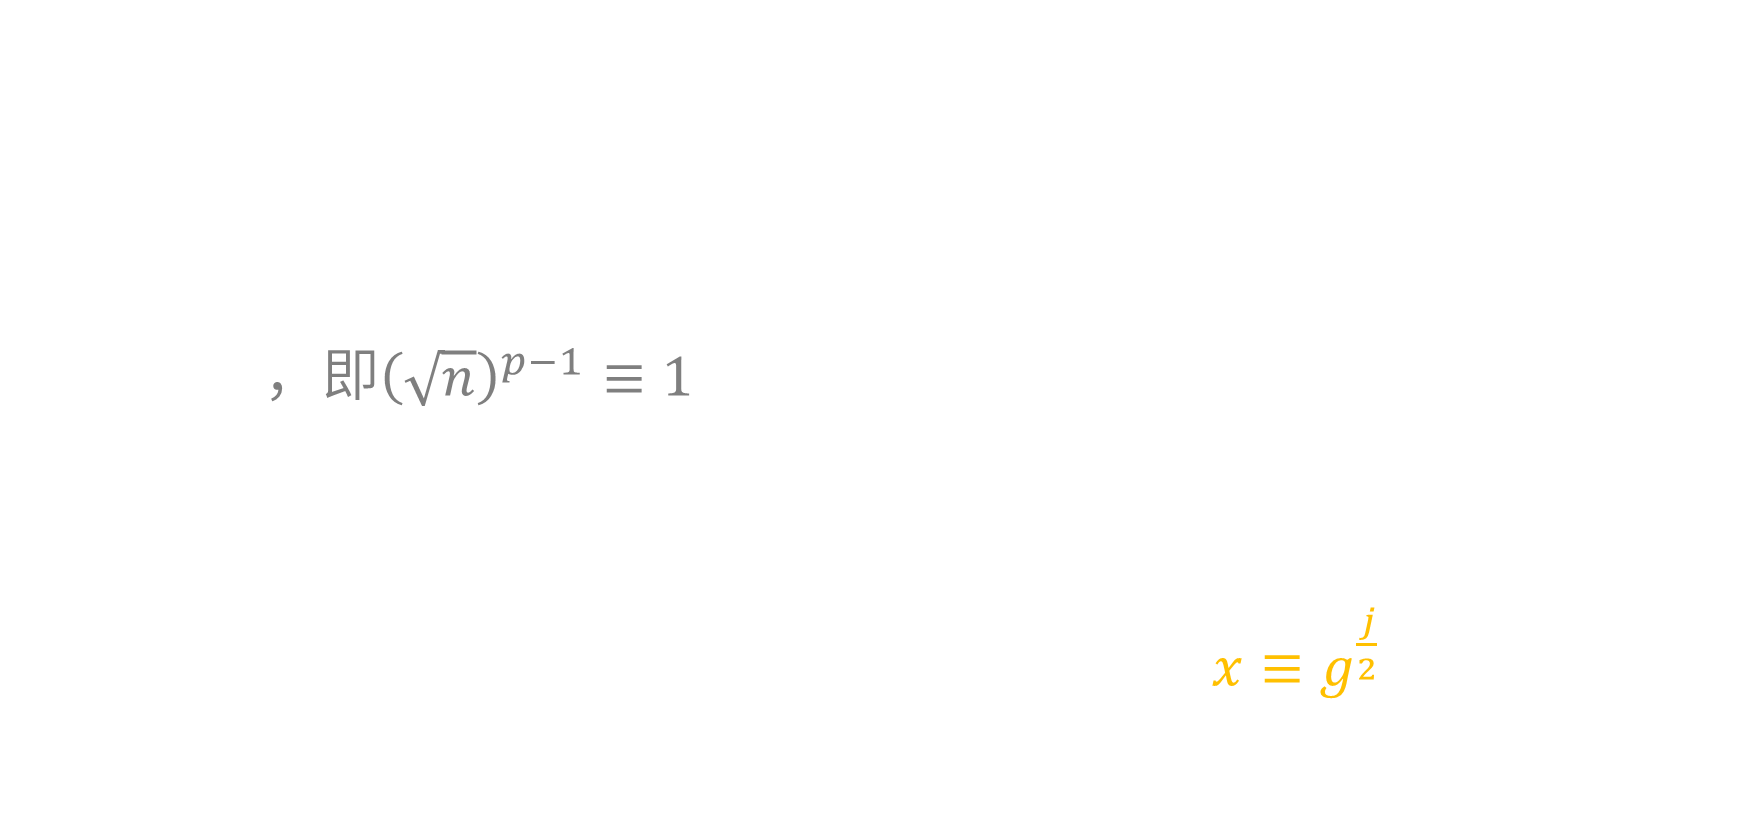 ，即(√n)^{p−1} ≡ 1
x ≡ g^{j/2}